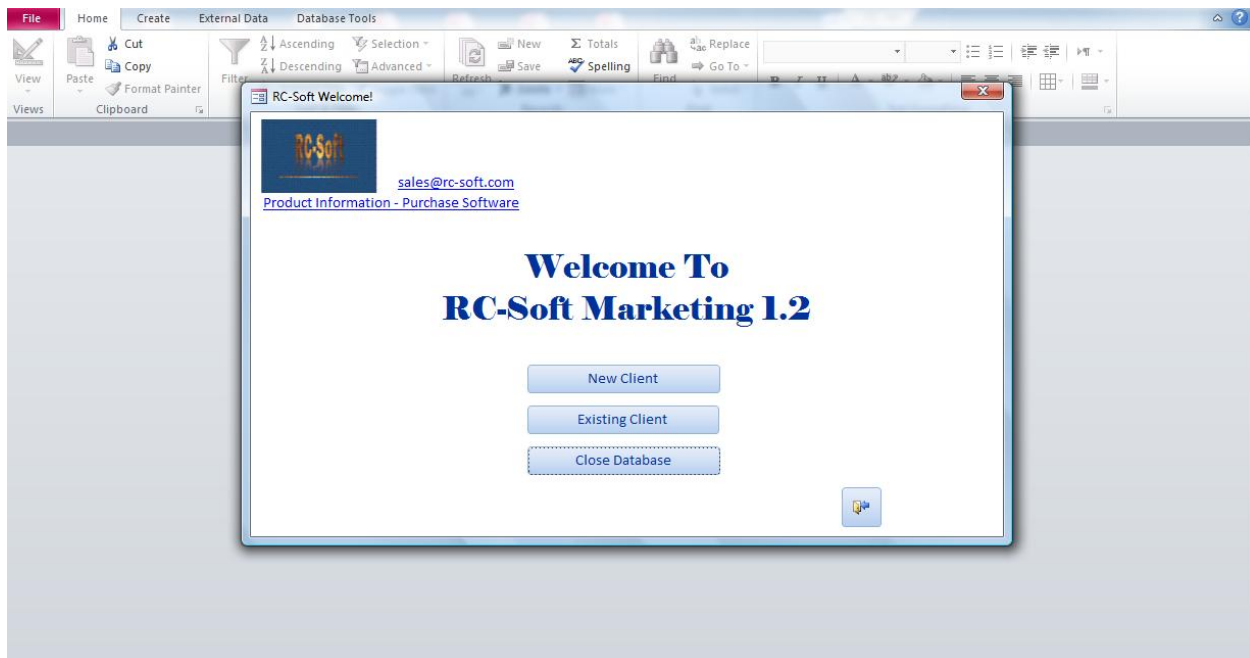 File Home Create External Data Database Tools
Cut Ascending Selection New Totals Replace
Copy Descending Advanced Save Spelling Go To
View Paste Format Painter Filter Refresh Find
Views Clipboard
RC-Soft Welcome!
RC-Soft
sales@rc-soft.com
Product Information - Purchase Software
Welcome To
RC-Soft Marketing 1.2
New Client
Existing Client
Close Database